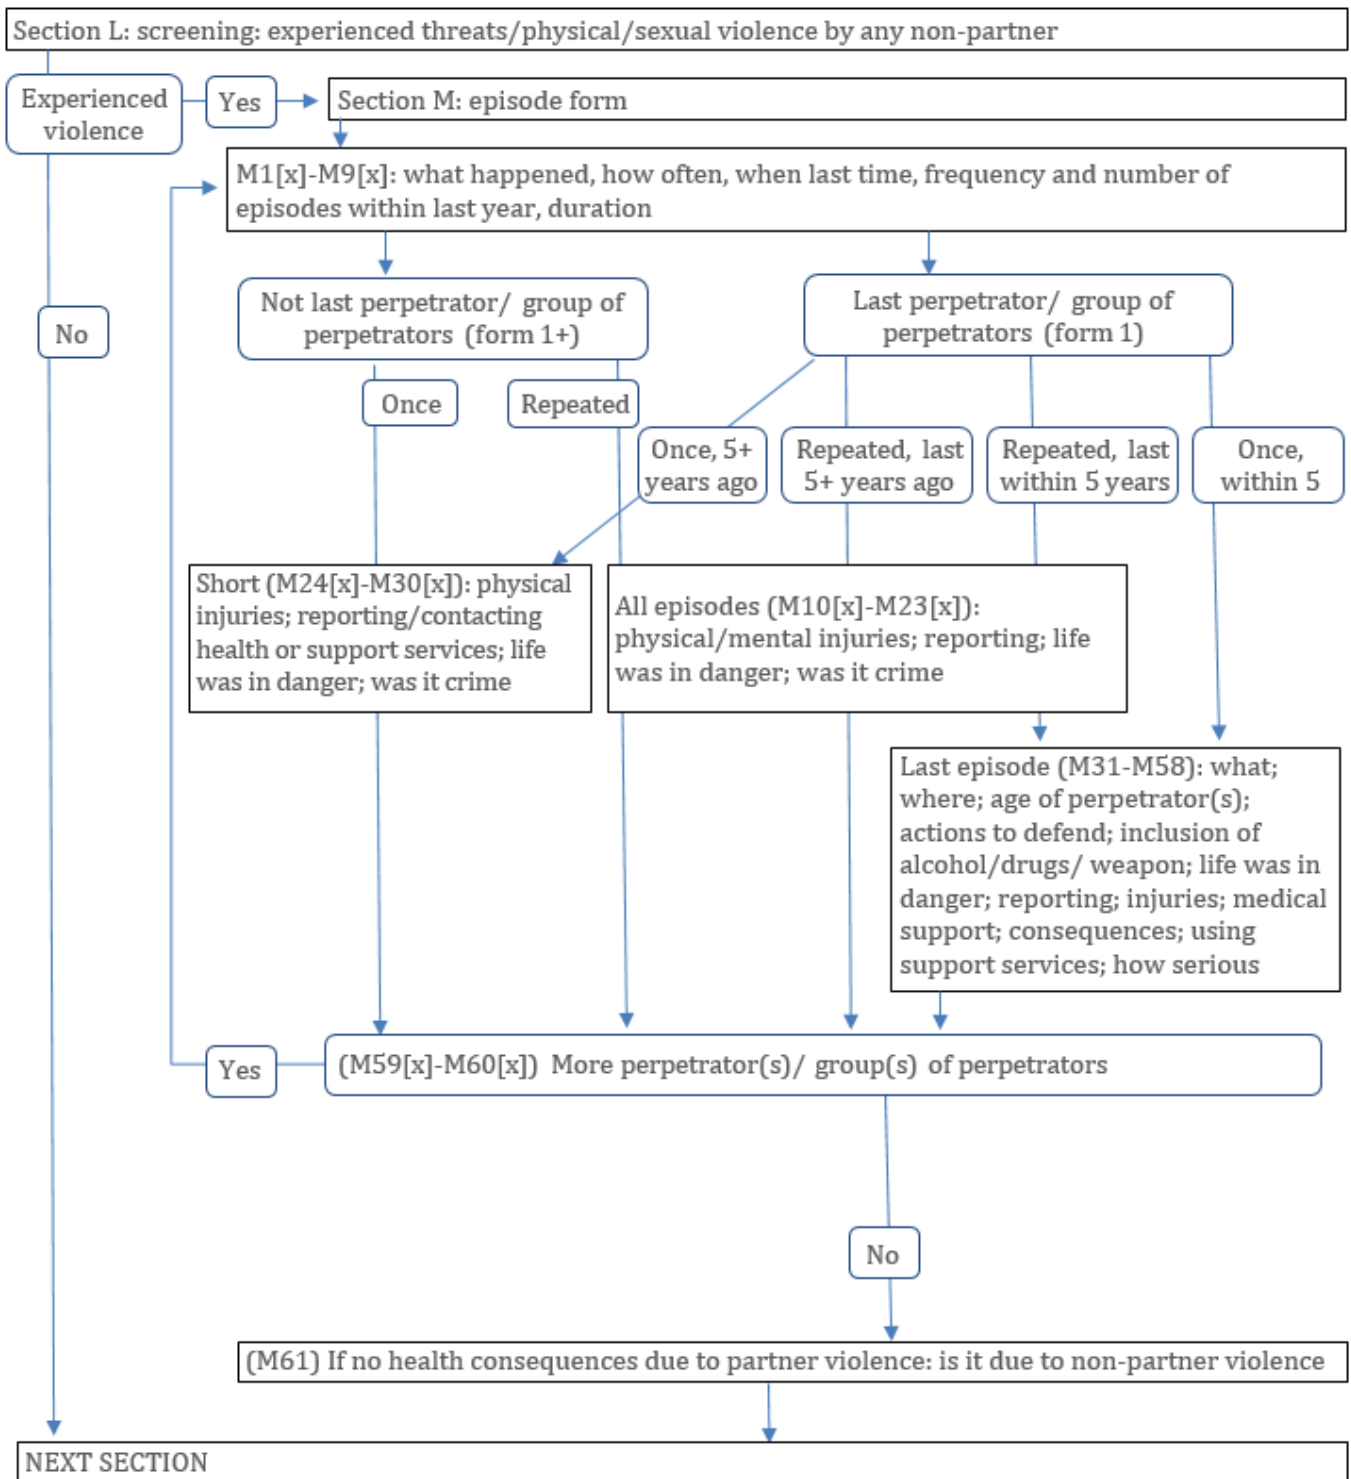 Section L: screening: experienced threats/physical/sexual violence by any non-partner
Experienced
violence
Yes
Section M: episode form
M1[x]-M9[x]: what happened, how often, when last time, frequency and number of
episodes within last year, duration
No
Not last perpetrator/ group of
perpetrators (form 1+)
Last perpetrator/ group of
perpetrators (form 1)
Once
Repeated
Once, 5+
years ago
Repeated, last
5+ years ago
Repeated, last
within 5 years
Once,
within 5
Short (M24[x]-M30[x]): physical
injuries; reporting/contacting
health or support services; life
was in danger; was it crime
All episodes (M10[x]-M23[x]):
physical/mental injuries; reporting; life
was in danger; was it crime
Last episode (M31-M58): what;
where; age of perpetrator(s);
actions to defend; inclusion of
alcohol/drugs/ weapon; life was in
danger; reporting; injuries; medical
support; consequences; using
support services; how serious
Yes
(M59[x]-M60[x]) More perpetrator(s)/ group(s) of perpetrators
No
(M61) If no health consequences due to partner violence: is it due to non-partner violence
NEXT SECTION